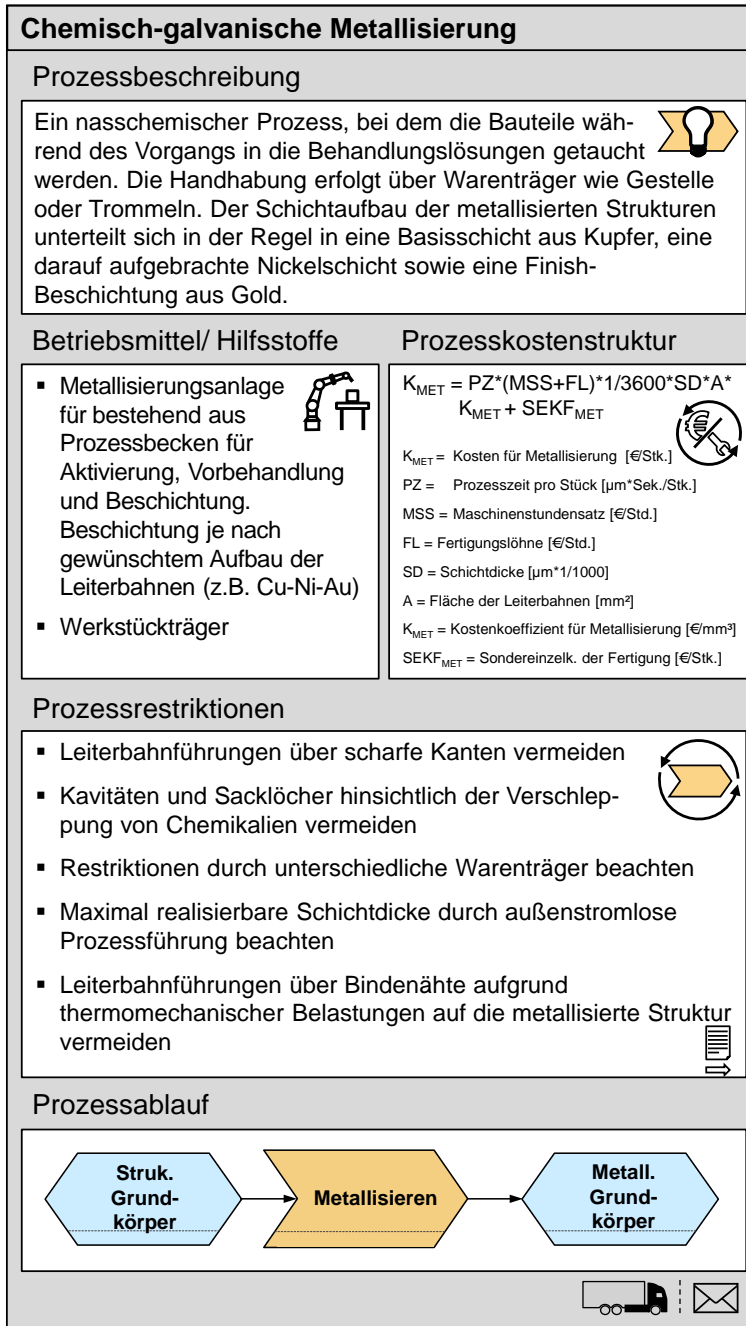 Chemisch-galvanische Metallisierung
Prozessbeschreibung
Ein nasschemischer Prozess, bei dem die Bauteile wäh-
rend des Vorgangs in die Behandlungslösungen getaucht
werden. Die Handhabung erfolgt über Warenträger wie Gestelle
oder Trommeln. Der Schichtaufbau der metallisierten Strukturen
unterteilt sich in der Regel in eine Basisschicht aus Kupfer, eine
darauf aufgebrachte Nickelschicht sowie eine Finish-
Beschichtung aus Gold.
Betriebsmittel/ Hilfsstoffe
▪ Metallisierungsanlage
für bestehend aus
Prozessbecken für
Aktivierung, Vorbehandlung
und Beschichtung.
Beschichtung je nach
gewünschtem Aufbau der
Leiterbahnen (z.B. Cu-Ni-Au)
▪ Werkstückträger
Prozesskostenstruktur
K_MET = PZ*(MSS+FL)*1/3600*SD*A*
K_MET + SEKF_MET
K_MET = Kosten für Metallisierung [€/Stk.]
PZ = Prozesszeit pro Stück [µm*Sek./Stk.]
MSS = Maschinenstundensatz [€/Std.]
FL = Fertigungslöhne [€/Std.]
SD = Schichtdicke [µm*1/1000]
A = Fläche der Leiterbahnen [mm²]
K_MET = Kostenkoeffizient für Metallisierung [€/mm³]
SEKF_MET = Sondereinzelk. der Fertigung [€/Stk.]
Prozessrestriktionen
▪ Leiterbahnführungen über scharfe Kanten vermeiden
▪ Kavitäten und Sacklöcher hinsichtlich der Verschlep-
pung von Chemikalien vermeiden
▪ Restriktionen durch unterschiedliche Warenträger beachten
▪ Maximal realisierbare Schichtdicke durch außenstromlose
Prozessführung beachten
▪ Leiterbahnführungen über Bindenähte aufgrund
thermomechanischer Belastungen auf die metallisierte Struktur
vermeiden
Prozessablauf
Struk.
Grund-
körper
Metallisieren
Metall.
Grund-
körper